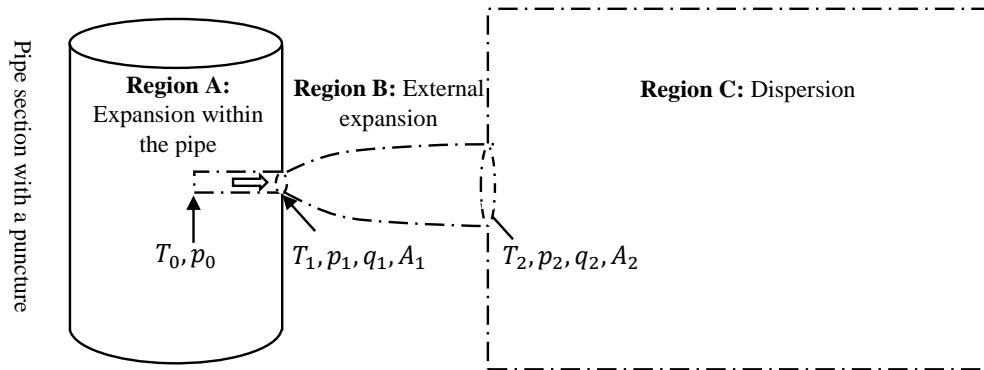 Pipe section with a puncture
Region A:
Expansion within
the pipe
Region B: External
expansion
Region C: Dispersion
T₀, p₀
T₁, p₁, q₁, A₁
T₂, p₂, q₂, A₂